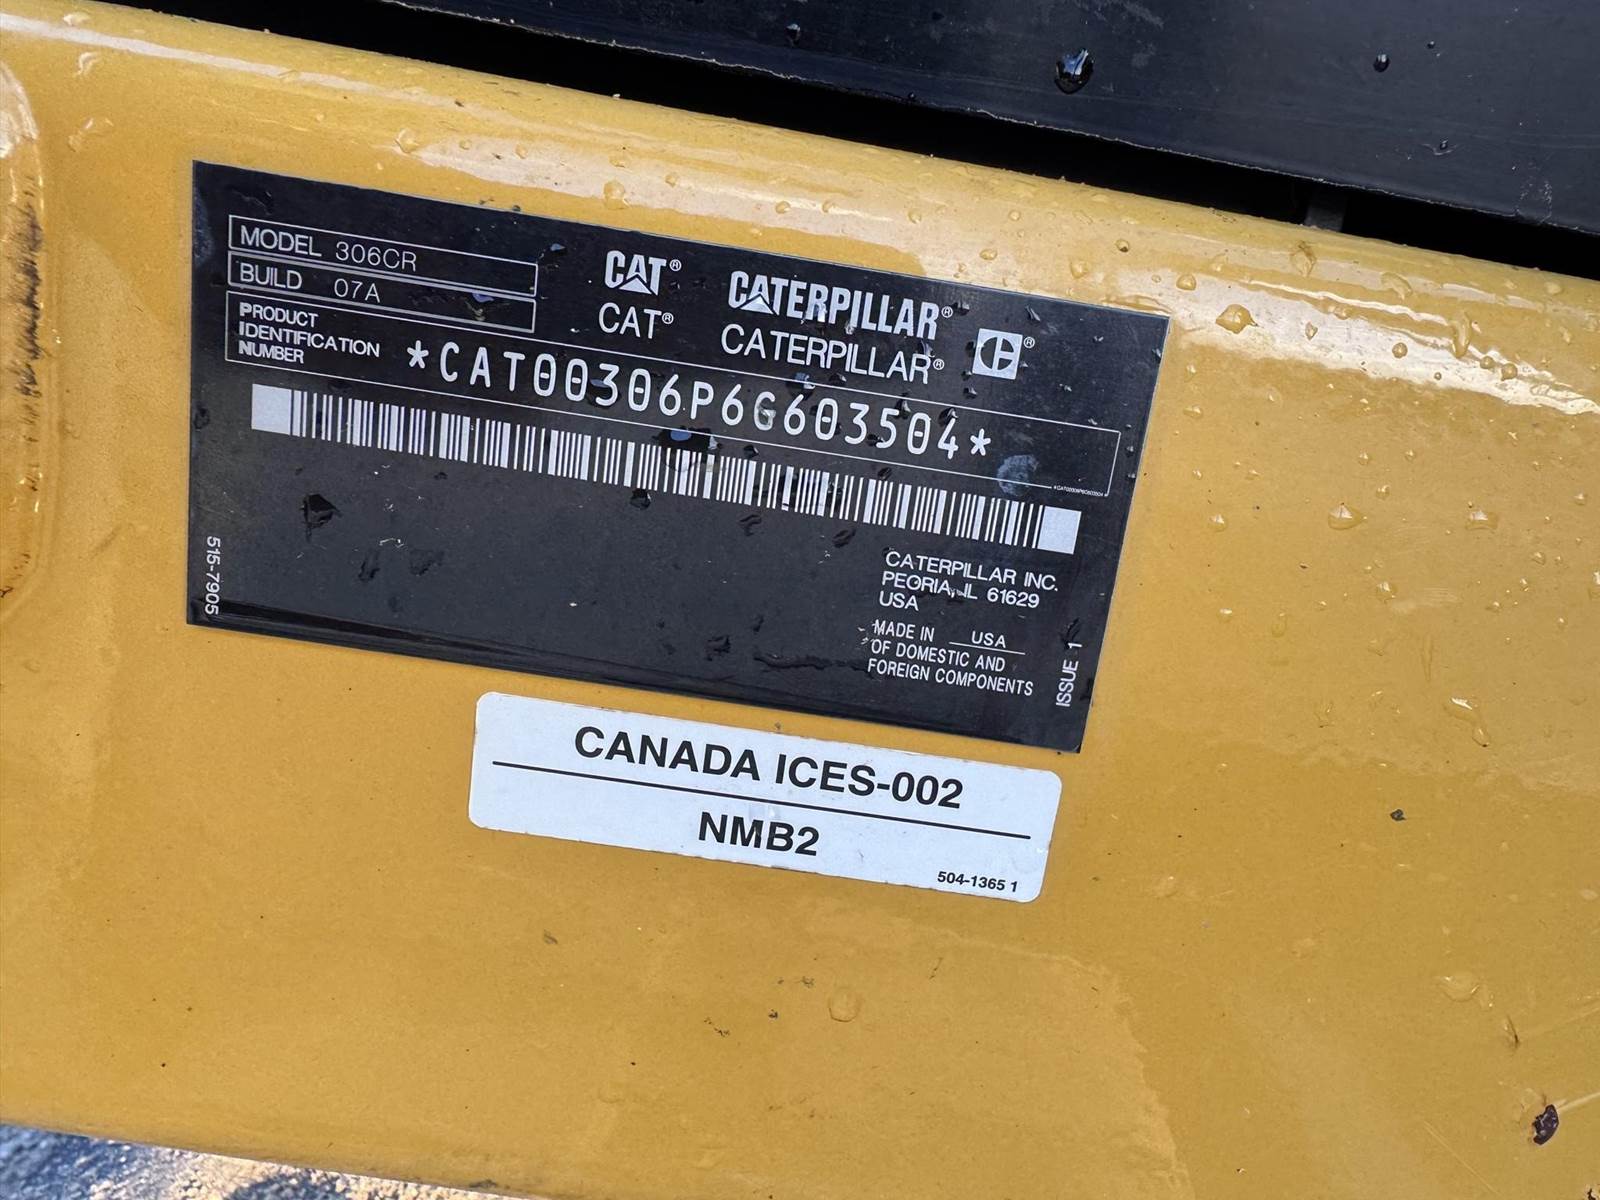 MODEL 306CR
BUILD 07A
PRODUCT
IDENTIFICATION
NUMBER
*CAT00306P6G603504*
CAT®
CAT®
CATERPILLAR®
CATERPILLAR®
C®
515-7905
CATERPILLAR INC.
PEORIA, IL 61629
USA
MADE IN USA
OF DOMESTIC AND
FOREIGN COMPONENTS
ISSUE 1
CANADA ICES-002
NMB2
504-1365 1